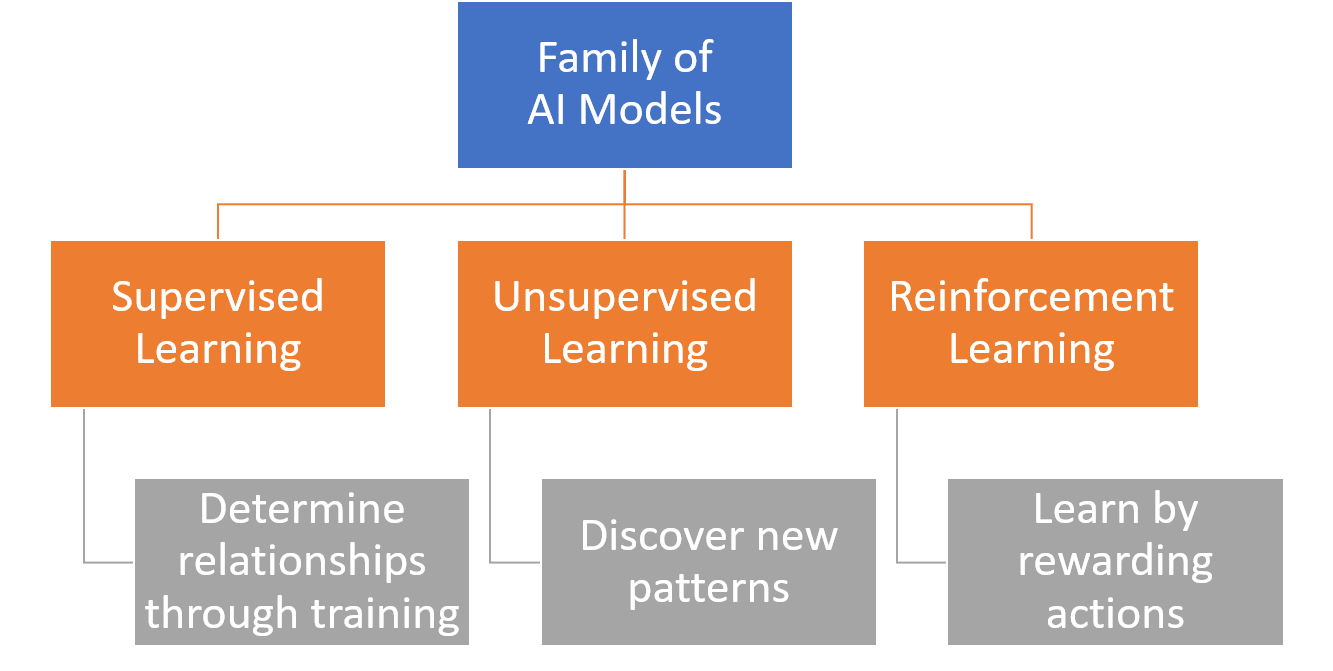 Family of
AI Models
Supervised
Learning
Unsupervised
Learning
Reinforcement
Learning
Determine
relationships
through training
Discover new
patterns
Learn by
rewarding
actions